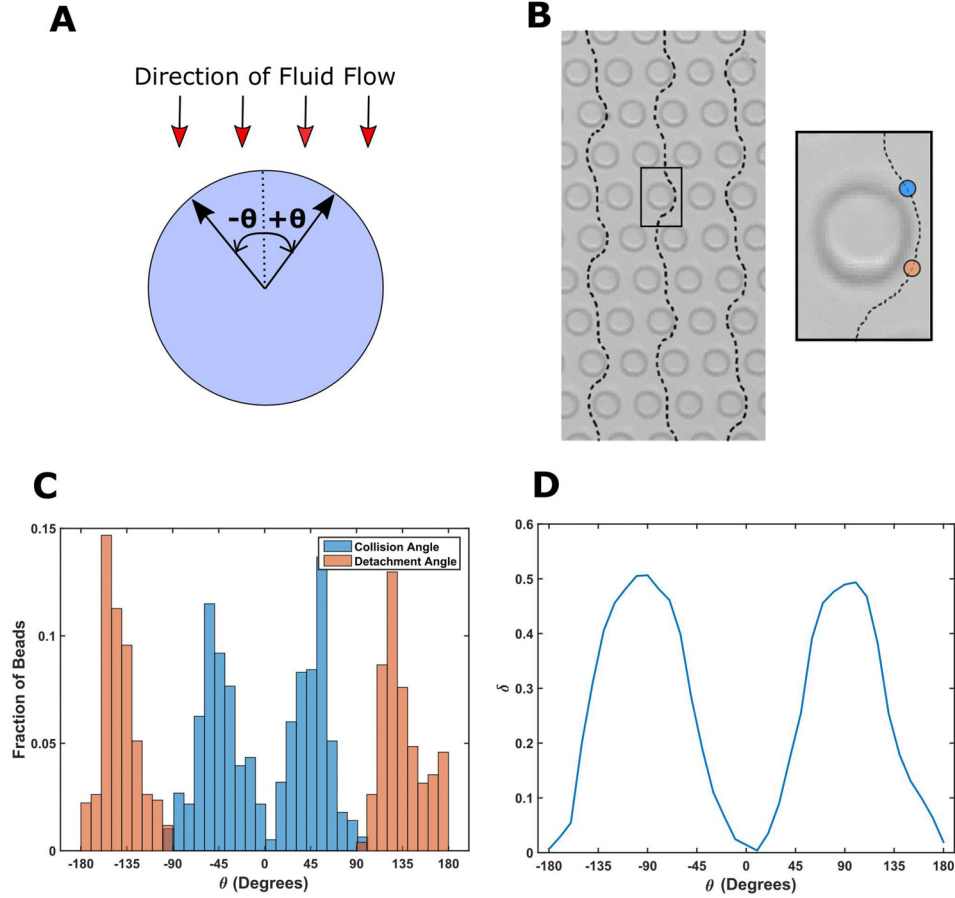 A
Direction of Fluid Flow
-θ +θ
B
C
0.15
0.1
0.05
0
Fraction of Beads
Collision Angle
Detachment Angle
-180 -135 -90 -45 0 45 90 135 180
θ (Degrees)
D
0.6
0.5
0.4
0.3
0.2
0.1
0
δ
-180 -135 -90 -45 0 45 90 135 180
θ (Degrees)